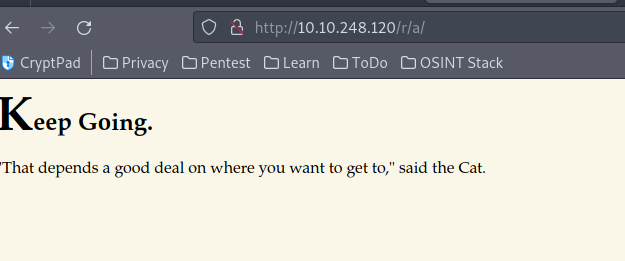 http://10.10.248.120/r/a/
CryptPad Privacy Pentest Learn ToDo OSINT Stack
Keep Going.
"That depends a good deal on where you want to get to," said the Cat.